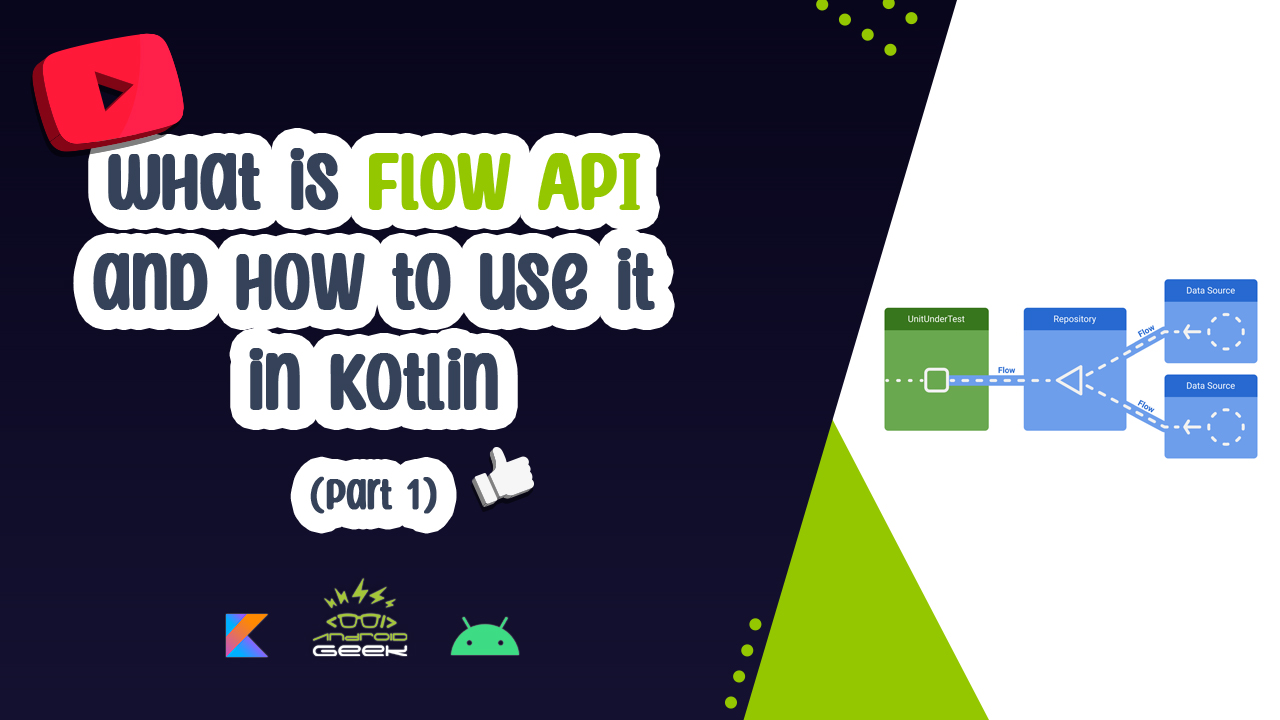 What is Flow API
and how to use it
in Kotlin
(Part 1)
</> ANDROID
GEEK
UnitUnderTest
Flow
Repository
Flow
Data Source
Flow
Data Source